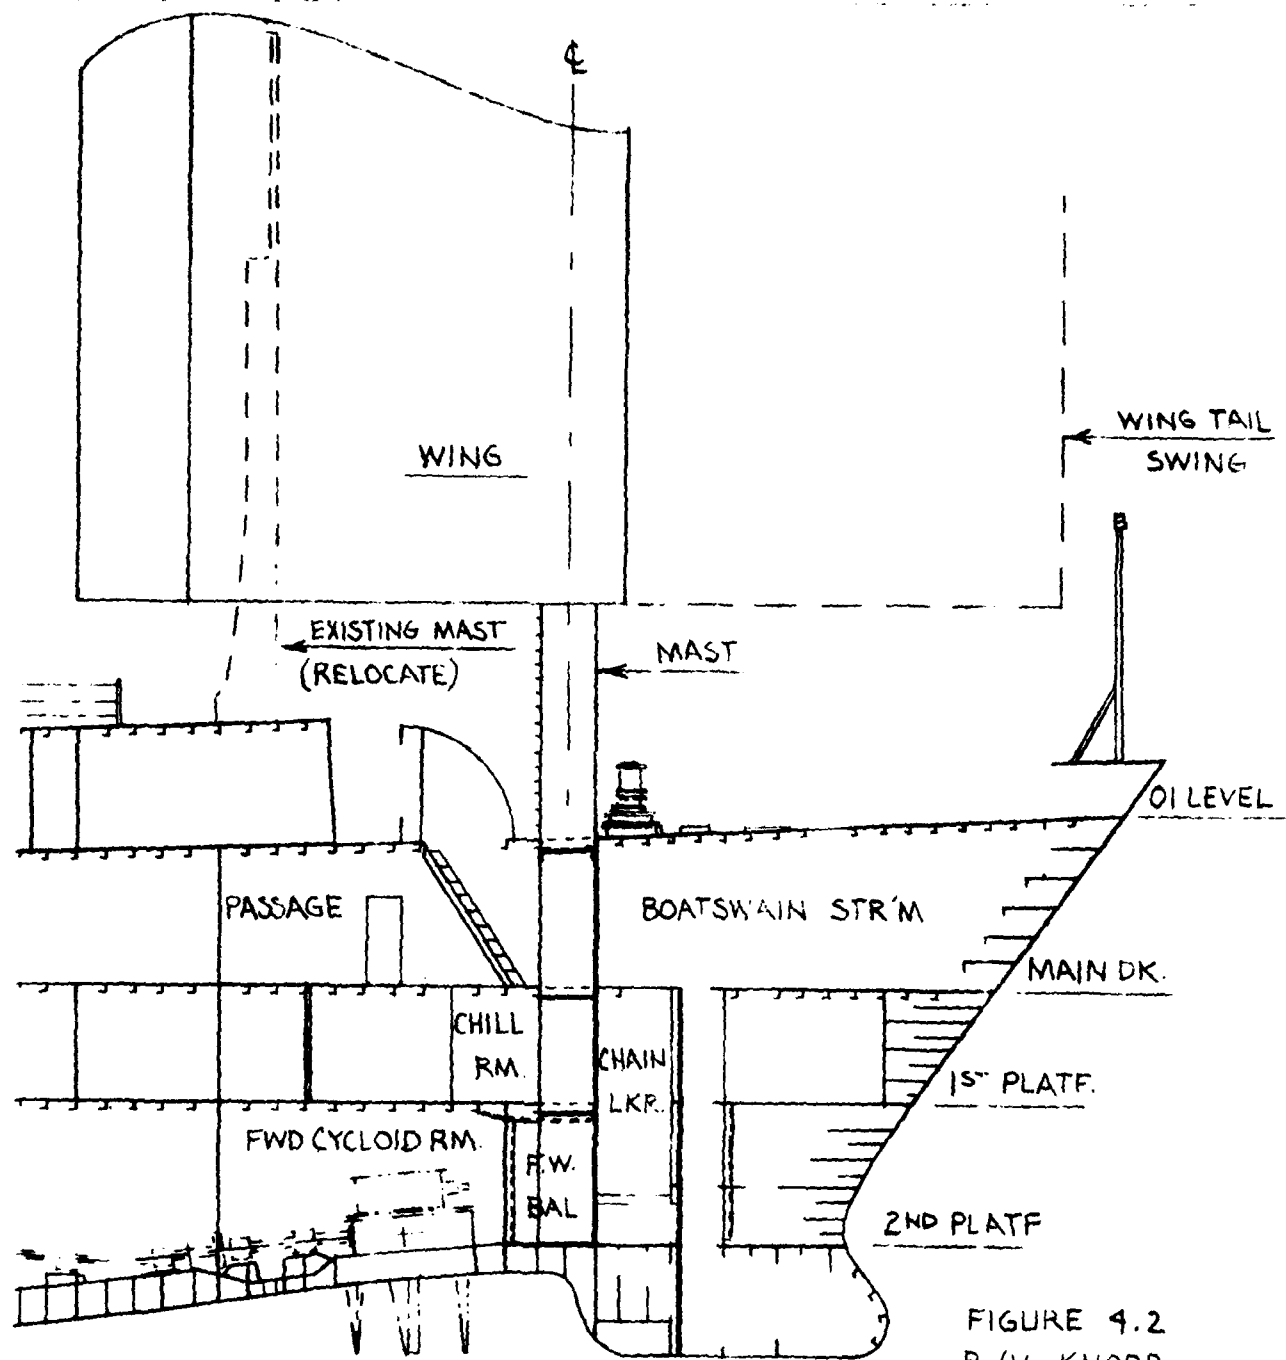 ℄
WING TAIL
SWING
WING
EXISTING MAST
(RELOCATE)
MAST
01 LEVEL
PASSAGE
BOATSWAIN STR'M
MAIN DK.
CHILL
RM.
CHAIN
LKR.
1ST PLATF.
FWD CYCLOID RM.
F.W.
BAL
2ND PLATF
FIGURE 4.2
R/V KNORR